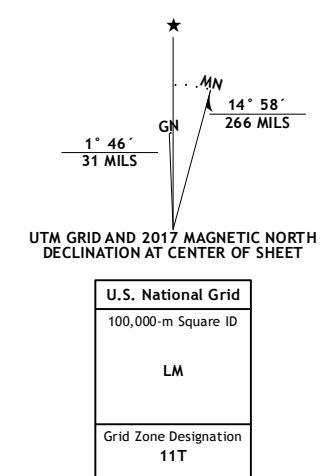 MN
GN
14° 58´
266 MILS
1° 46´
31 MILS
UTM GRID AND 2017 MAGNETIC NORTH
DECLINATION AT CENTER OF SHEET
U.S. National Grid
100,000-m Square ID
LM
Grid Zone Designation
11T